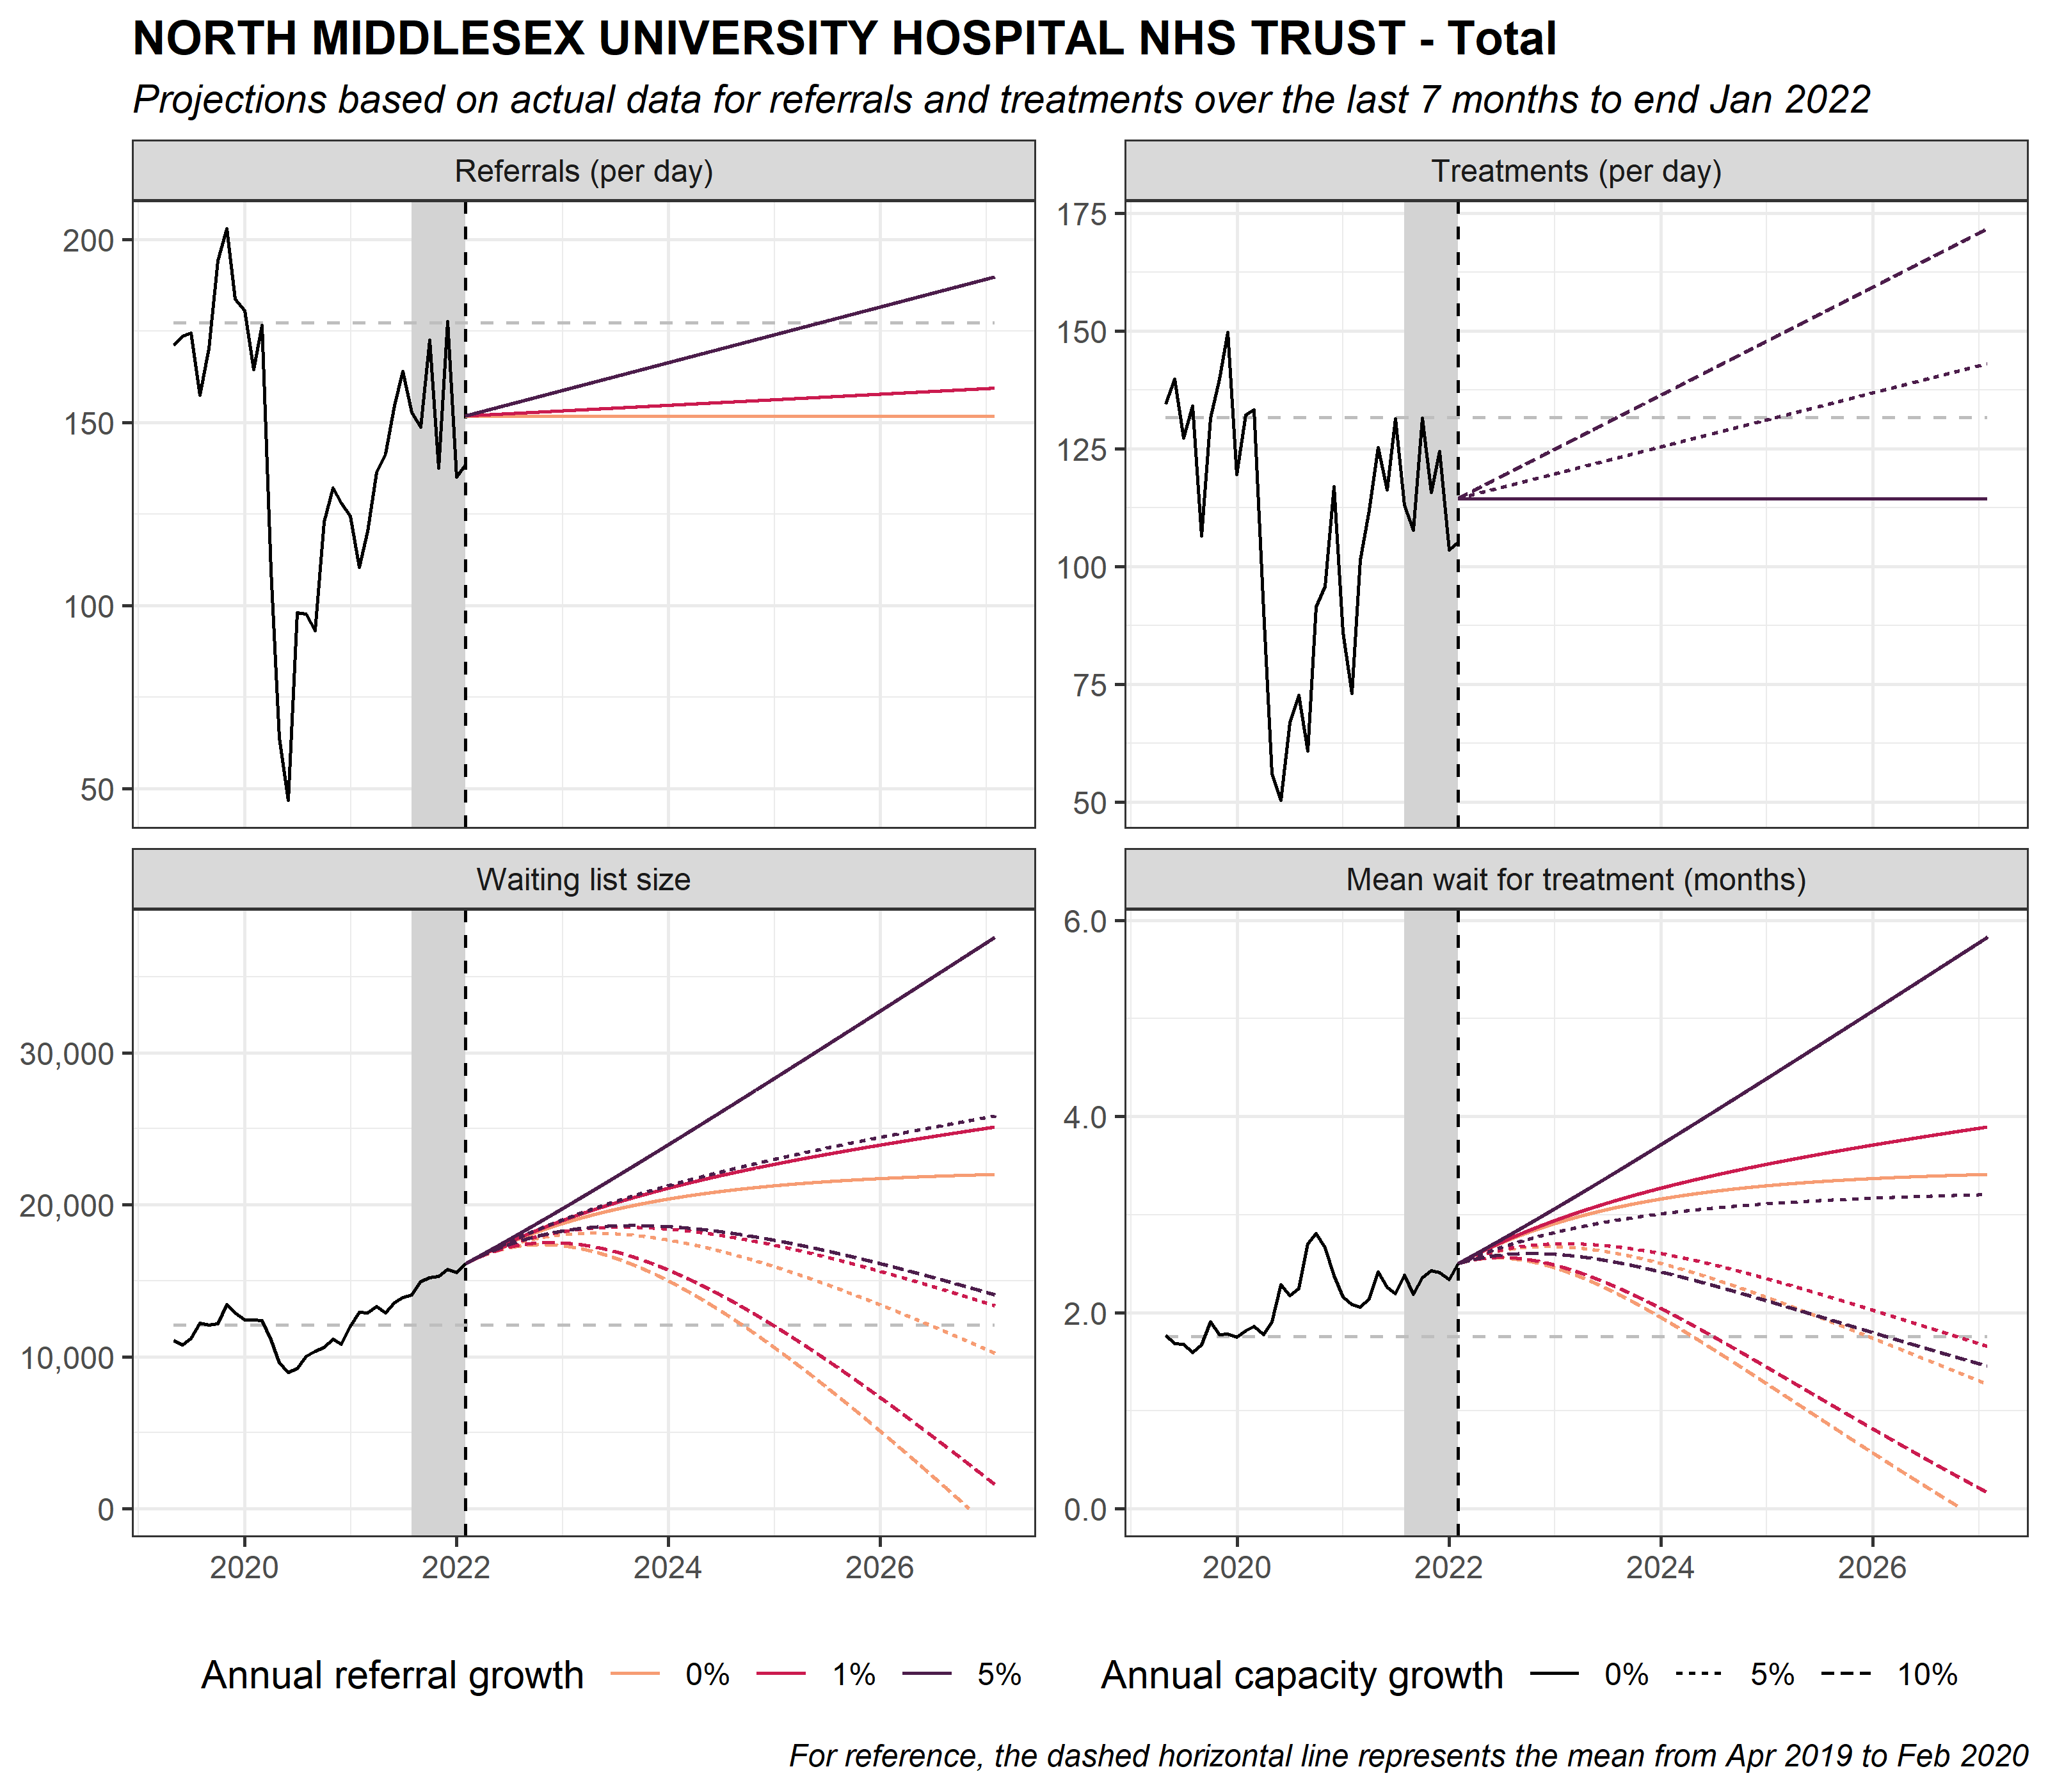 NORTH MIDDLESEX UNIVERSITY HOSPITAL NHS TRUST - Total
Projections based on actual data for referrals and treatments over the last 7 months to end Jan 2022
Referrals (per day)
200
150
100
50
Treatments (per day)
175
150
125
100
75
50
Waiting list size
30,000
20,000
10,000
0
2020 2022 2024 2026
Mean wait for treatment (months)
6.0
4.0
2.0
0.0
2020 2022 2024 2026
Annual referral growth 0% 1% 5%
Annual capacity growth 0% 5% 10%
For reference, the dashed horizontal line represents the mean from Apr 2019 to Feb 2020